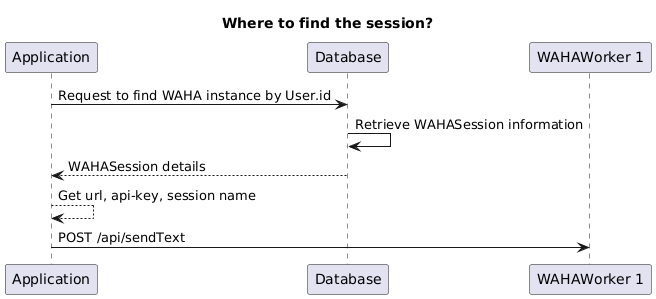 Where to find the session?
Application
Database
WAHAWorker 1
Request to find WAHA instance by User.id
Retrieve WAHASession information
WAHASession details
Get url, api-key, session name
POST /api/sendText
Application
Database
WAHAWorker 1